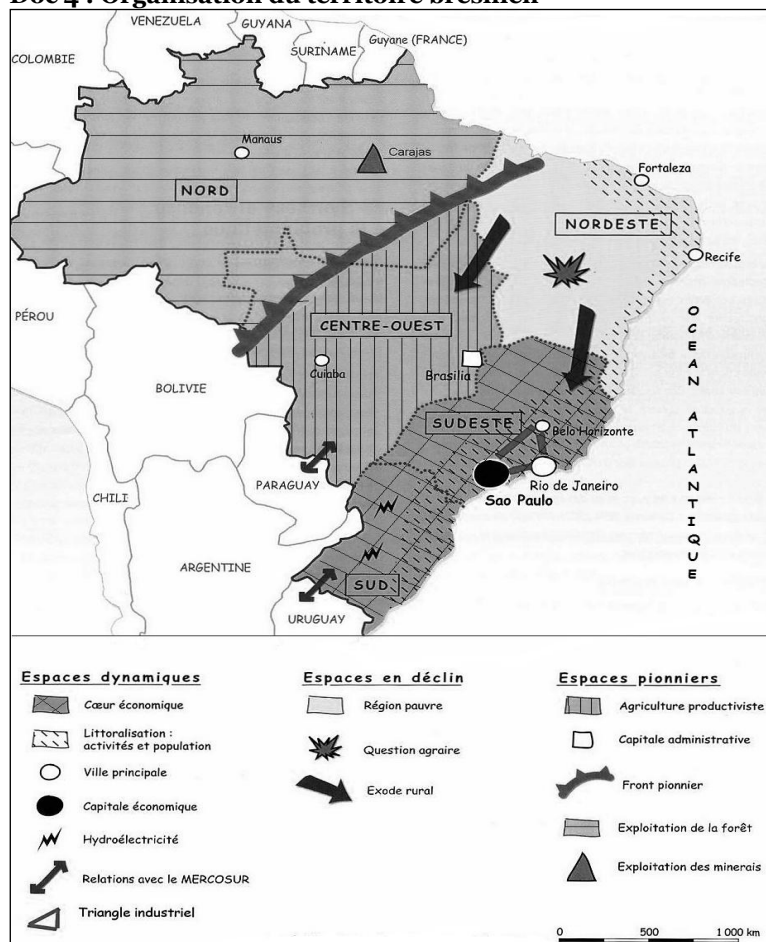 Doc 4 : Organisation du territoire brésilien
VENEZUELA
GUYANA
SURINAME
Guyane (FRANCE)
COLOMBIE
Manaus
Carajas
NORD
Fortaleza
NORDESTE
Recife
PÉROU
CENTRE-OUEST
Cuiaba
Brasilia
BOLIVIE
SUDESTE
Belo Horizonte
Rio de Janeiro
Sao Paulo
PARAGUAY
CHILI
ARGENTINE
SUD
URUGUAY
OCEAN ATLANTIQUE
Espaces dynamiques
Cœur économique
Littoralisation :
activités et population
Ville principale
Capitale économique
Hydroélectricité
Relations avec le MERCOSUR
Triangle industriel
Espaces en déclin
Région pauvre
Question agraire
Exode rural
Espaces pionniers
Agriculture productiviste
Capitale administrative
Front pionnier
Exploitation de la forêt
Exploitation des minerais
0 500 1 000 km